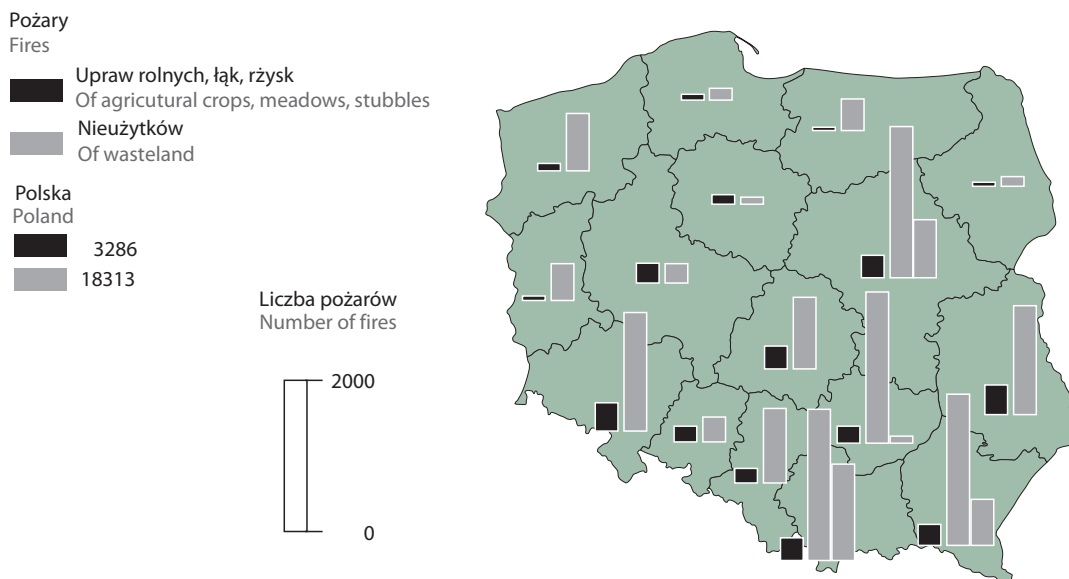 Pożary
Fires
Upraw rolnych, łąk, rżysk
Of agricutural crops, meadows, stubbles
Nieużytków
Of wasteland
Polska
Poland
3286
18313
Liczba pożarów
Number of fires
2000
0